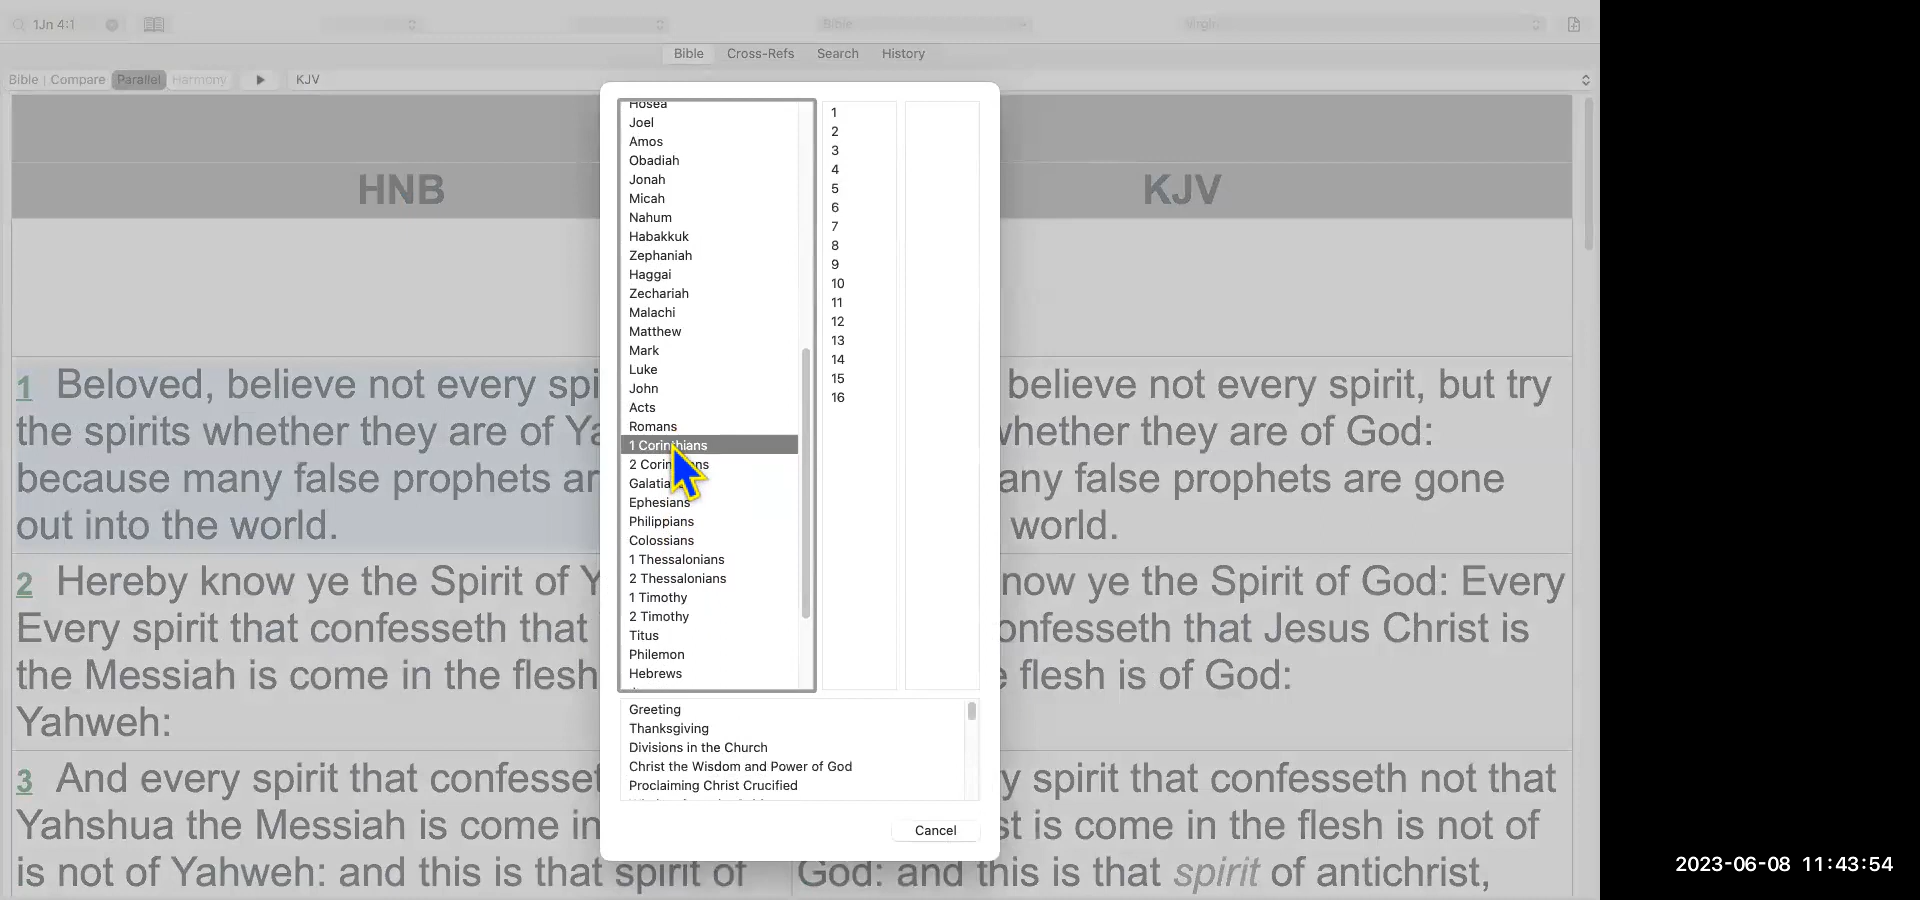 1Jn 4:1
Bible
Virgin
Bible Cross-Refs Search History
Bible | Compare Parallel Harmony KJV
HNB KJV
1 Beloved, believe not every believe not every spirit, but try
the spirits whether they are of whether they are of God:
because many false prophets any false prophets are gone
out into the world. world.
2 Hereby know ye the Spirit of now ye the Spirit of God: Every
Every spirit that confesseth that onfesseth that Jesus Christ is
the Messiah is come in the flesh flesh is of God:
Yahweh:
3 And every spirit that y spirit that confesseth not that
Yahshua the Messiah is come in st is come in the flesh is not of
is not of Yahweh: and this is that spirit of God: and this is that spirit of antichrist,
Hosea
Joel
Amos
Obadiah
Jonah
Micah
Nahum
Habakkuk
Zephaniah
Haggai
Zechariah
Malachi
Matthew
Mark
Luke
John
Acts
Romans
1 Corinthians
2 Corin ns
Galatia
Ephesians
Philippians
Colossians
1 Thessalonians
2 Thessalonians
1 Timothy
2 Timothy
Titus
Philemon
Hebrews
1
2
3
4
5
6
7
8
9
10
11
12
13
14
15
16
Greeting
Thanksgiving
Divisions in the Church
Christ the Wisdom and Power of God
Proclaiming Christ Crucified
Cancel
2023-06-08 11:43:54